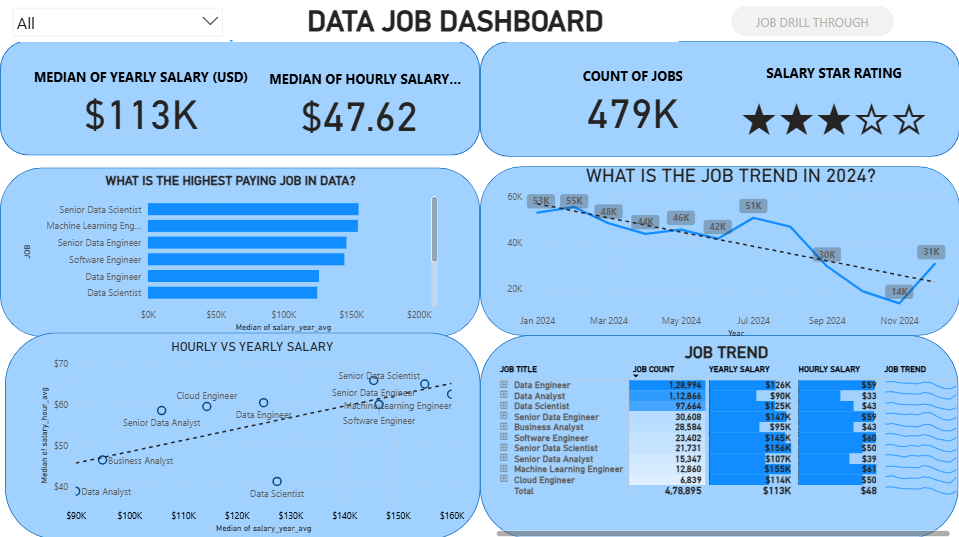 All
DATA JOB DASHBOARD
JOB DRILL THROUGH
MEDIAN OF YEARLY SALARY (USD)
$113K
MEDIAN OF HOURLY SALARY...
$47.62
COUNT OF JOBS
479K
SALARY STAR RATING
WHAT IS THE HIGHEST PAYING JOB IN DATA?
JOB
Senior Data Scientist
Machine Learning Eng...
Senior Data Engineer
Software Engineer
Data Engineer
Data Scientist
$0K $50K $100K $150K $200K
Median of salary_year_avg
WHAT IS THE JOB TREND IN 2024?
60K
40K
20K
53K 55K 48K 44K 46K 42K 51K 30K 14K 31K
Jan 2024 Mar 2024 May 2024 Jul 2024 Sep 2024 Nov 2024
Year
HOURLY VS YEARLY SALARY
Median of salary_hour_avg
$70
$60
$50
$40
Senior Data Scientist
Senior Data Engineer
Cloud Engineer
Machine Learning Engineer
Data Engineer
Senior Data Analyst
Software Engineer
Business Analyst
Data Analyst
Data Scientist
$90K $100K $110K $120K $130K $140K $150K $160K
Median of salary_year_avg
JOB TREND
JOB TITLE JOB COUNT YEARLY SALARY HOURLY SALARY JOB TREND
Data Engineer 1,28,994 $126K $59
Data Analyst 1,12,866 $90K $33
Data Scientist 97,664 $125K $43
Senior Data Engineer 30,608 $147K $59
Business Analyst 28,584 $95K $43
Software Engineer 23,402 $145K $60
Senior Data Scientist 21,731 $156K $50
Senior Data Analyst 15,347 $107K $39
Machine Learning Engineer 12,860 $155K $61
Cloud Engineer 6,839 $114K $50
Total 4,78,895 $113K $48